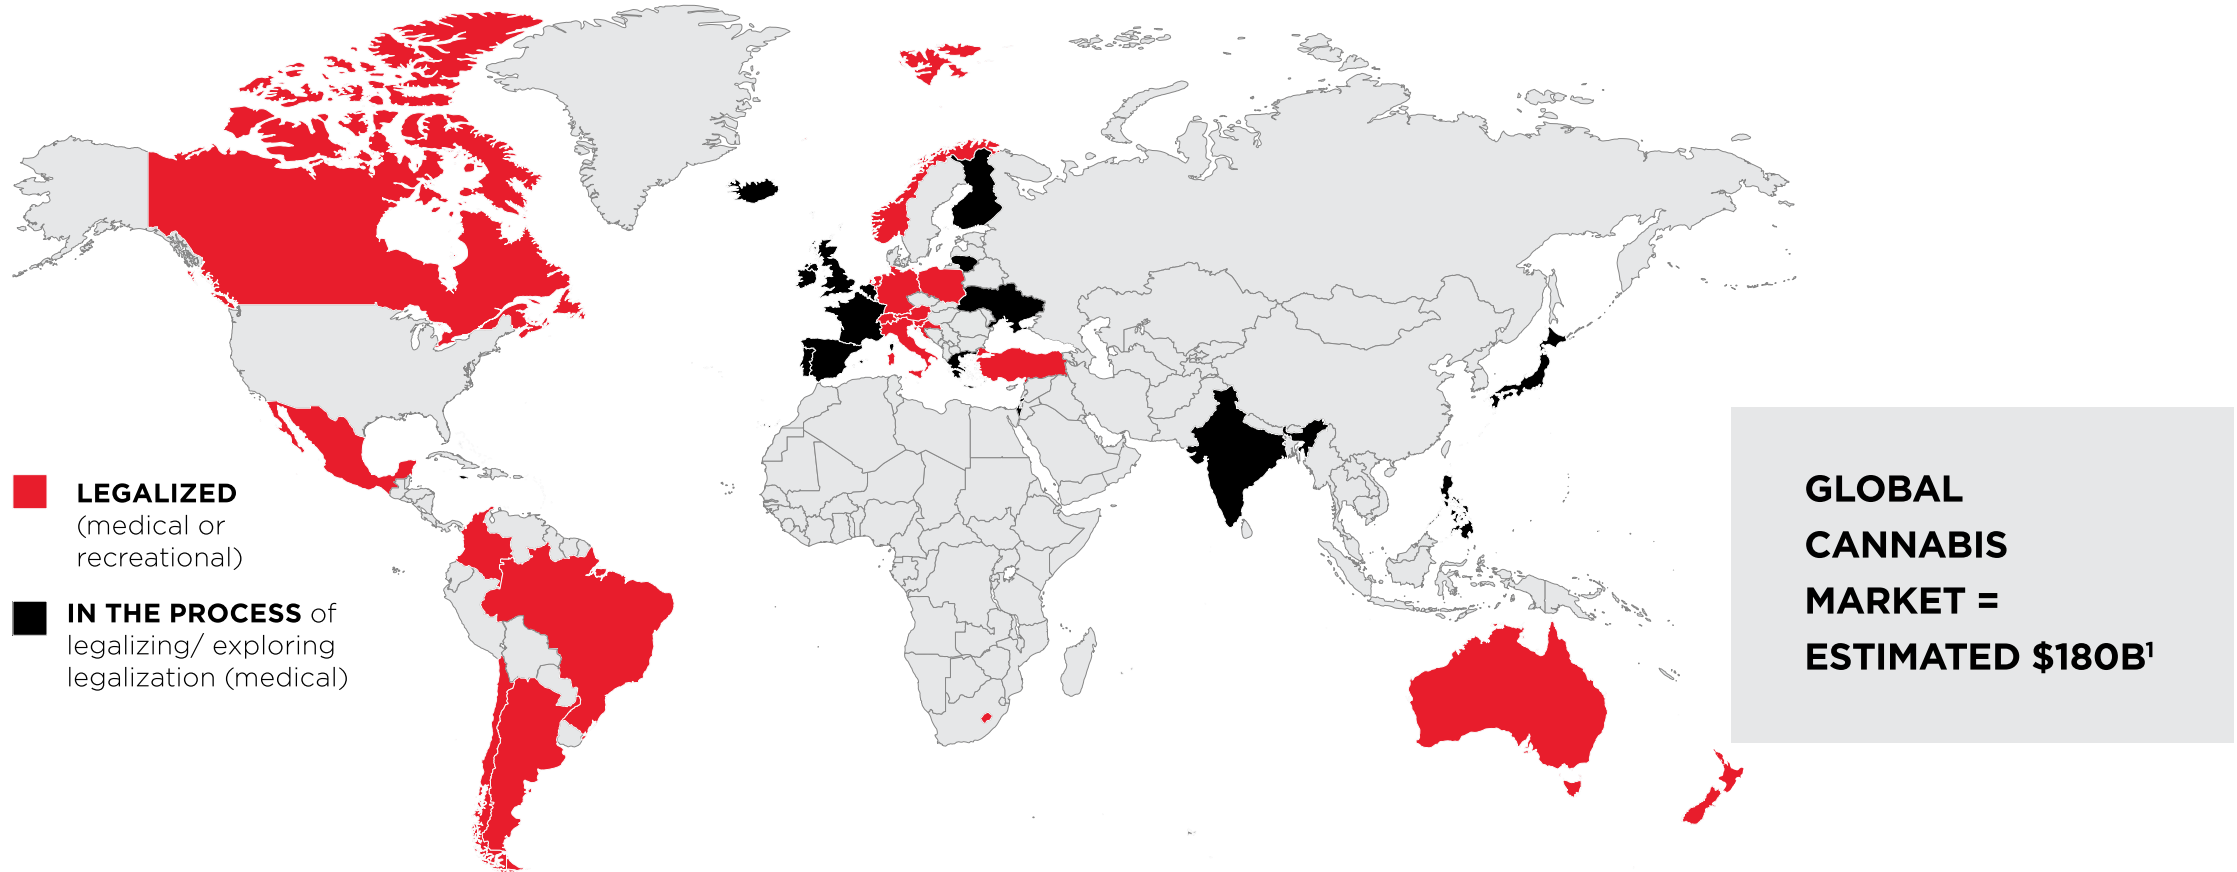 LEGALIZED
(medical or
recreational)
IN THE PROCESS of
legalizing/ exploring
legalization (medical)
GLOBAL
CANNABIS
MARKET =
ESTIMATED $180B¹